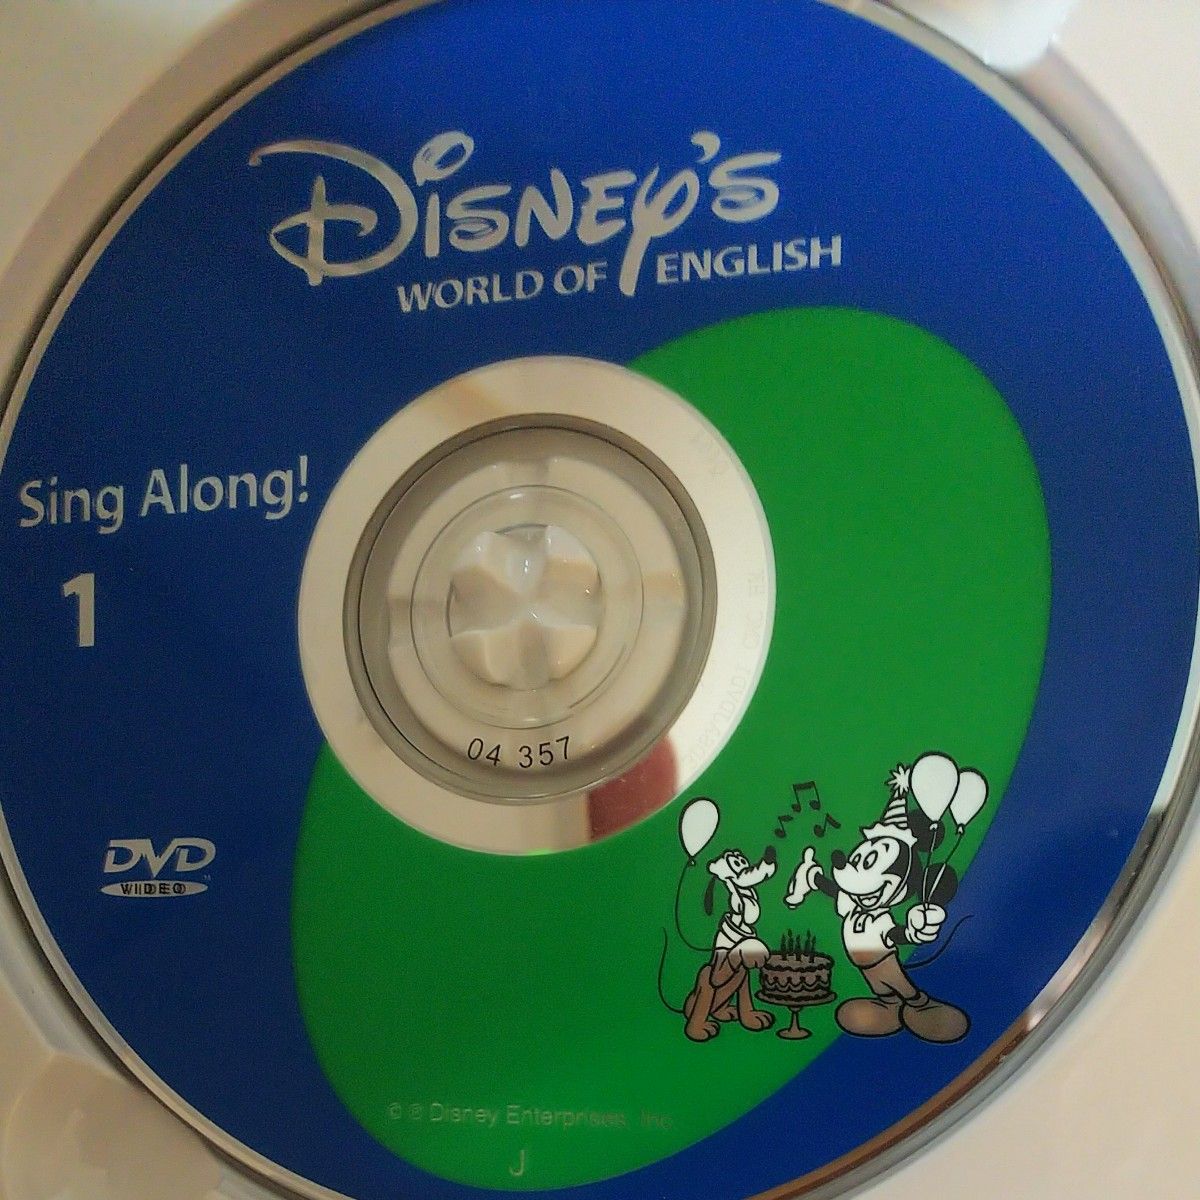 DISNEY'S
WORLD OF ENGLISH
Sing Along!
1
04 357
DVD
VIDEO
© ℗ Disney Enterprises, Inc.
J